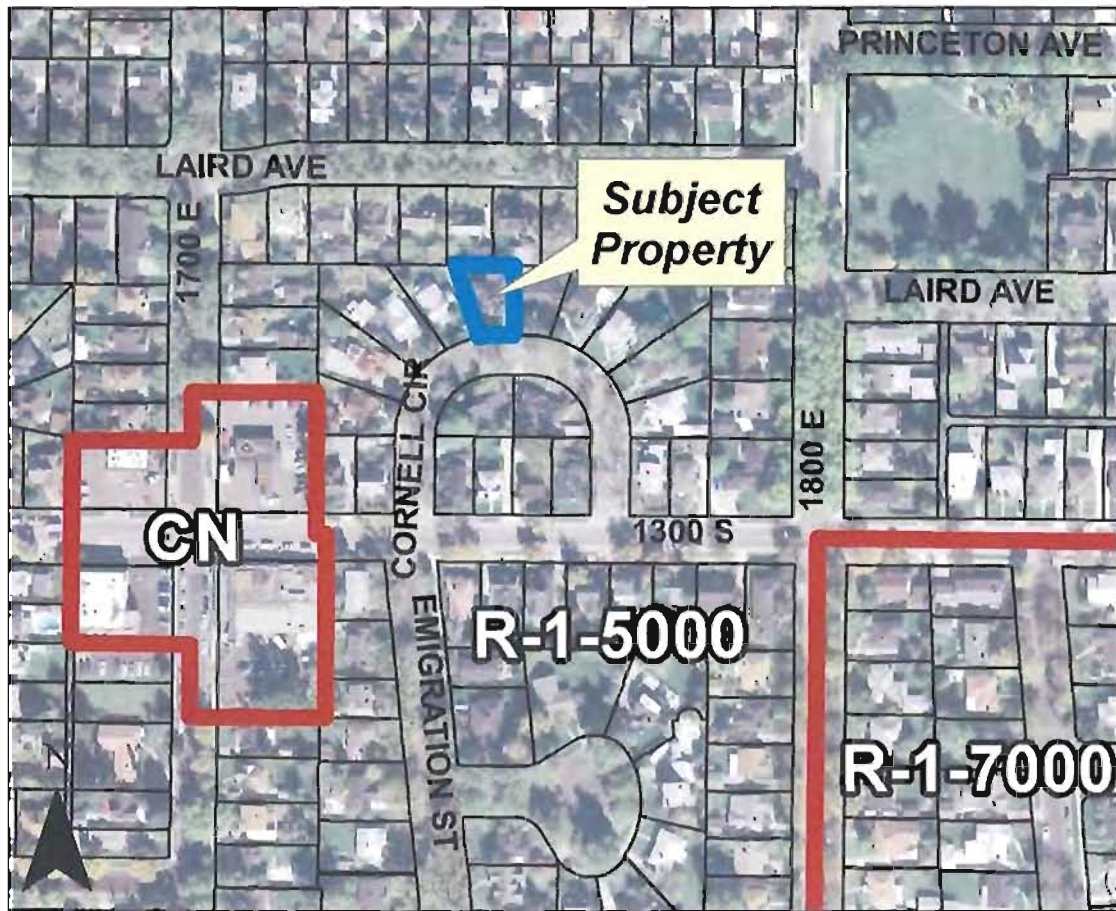 PRINCETON AVE
LAIRD AVE
Subject
Property
1700 E
LAIRD AVE
CORNELL CIR
1800 E
CN
1300 S
EMIGRATION ST
R-1-5000
R-1-7000
N